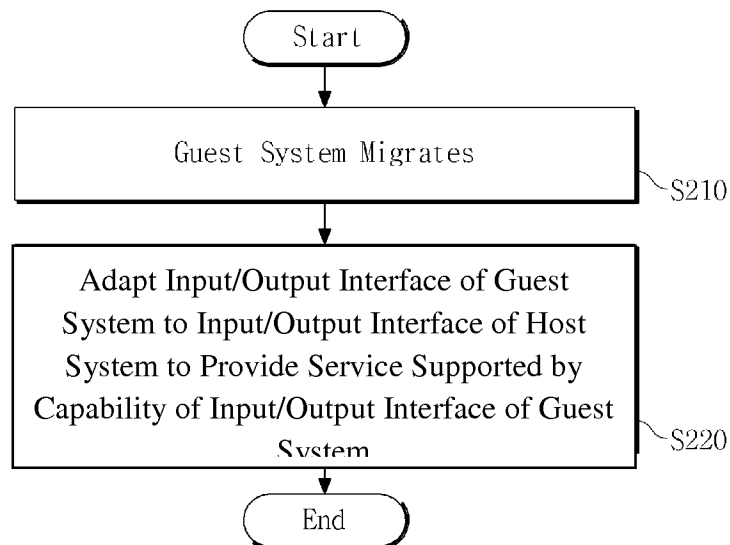 Start
Guest System Migrates
S210
Adapt Input/Output Interface of Guest
System to Input/Output Interface of Host
System to Provide Service Supported by
Capability of Input/Output Interface of Guest
System
S220
End